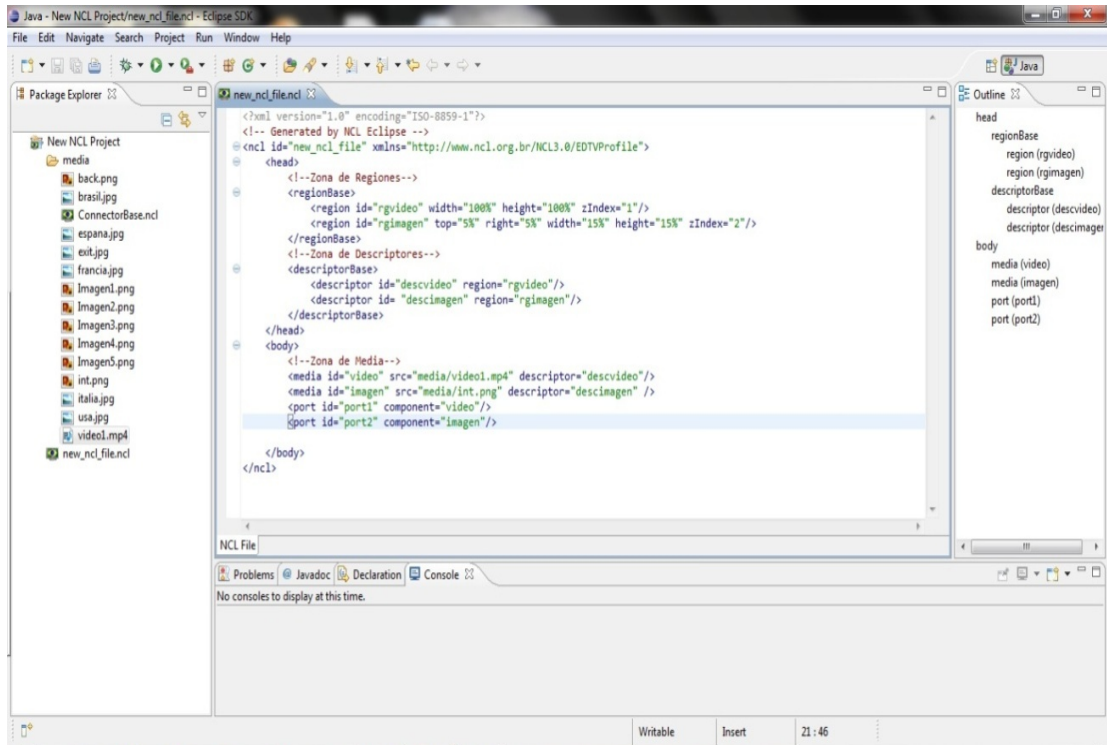 Java - New NCL Project/new_ncl_file.ncl - Eclipse SDK
File Edit Navigate Search Project Run Window Help
Java
Package Explorer
New NCL Project
media
back.png
brasil.jpg
ConnectorBase.ncl
espana.jpg
exit.jpg
francia.jpg
Imagen1.png
Imagen2.png
Imagen3.png
Imagen4.png
Imagen5.png
int.png
italia.jpg
usa.jpg
video1.mp4
new_ncl_file.ncl
new_ncl_file.ncl
<?xml version="1.0" encoding="ISO-8859-1"?>
<!-- Generated by NCL Eclipse -->
<ncl id="new_ncl_file" xmlns="http://www.ncl.org.br/NCL3.0/EDTVProfile">
<head>
<!--Zona de Regiones-->
<regionBase>
<region id="rgvideo" width="100%" height="100%" zIndex="1"/>
<region id="rgimagen" top="5%" right="5%" width="15%" height="15%" zIndex="2"/>
</regionBase>
<!--Zona de Descriptores-->
<descriptorBase>
<descriptor id="descvideo" region="rgvideo"/>
<descriptor id= "descimagen" region="rgimagen"/>
</descriptorBase>
</head>
<body>
<!--Zona de Media-->
<media id="video" src="media/video1.mp4" descriptor="descvideo"/>
<media id="imagen" src="media/int.png" descriptor="descimagen" />
<port id="port1" component="video"/>
<port id="port2" component="imagen"/>
</body>
</ncl>
NCL File
Outline
head
regionBase
region (rgvideo)
region (rgimagen)
descriptorBase
descriptor (descvideo)
descriptor (descimagen
body
media (video)
media (imagen)
port (port1)
port (port2)
Problems Javadoc Declaration Console
No consoles to display at this time.
Writable Insert 21 : 46